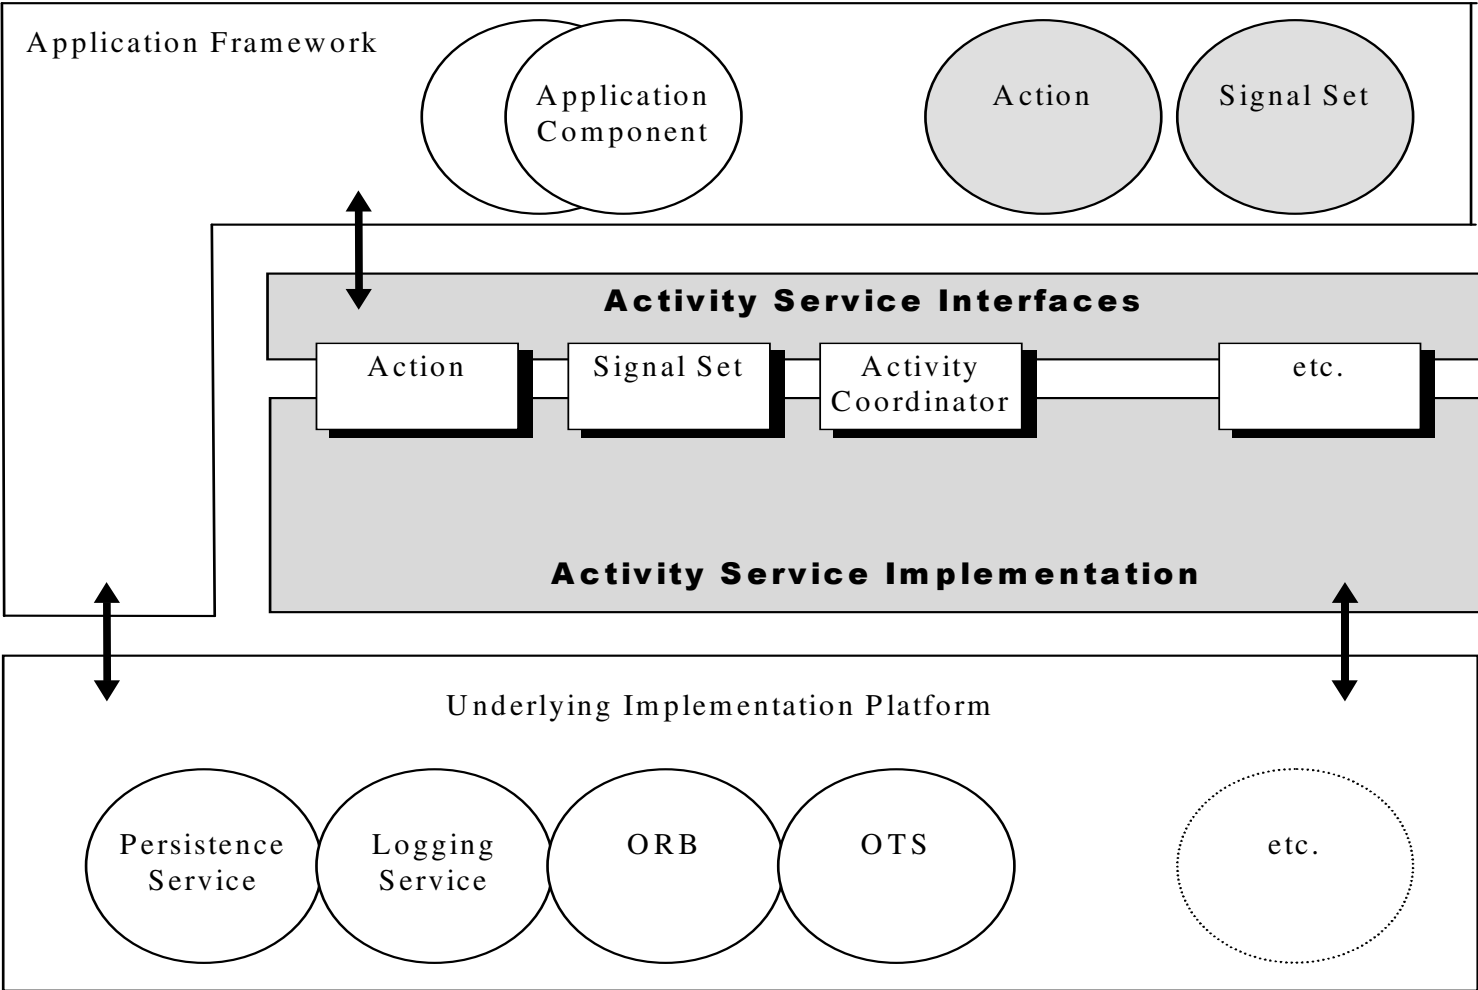 Application Framework
Application
Component
Action
Signal Set
Activity Service Interfaces
Action
Signal Set
Activity
Coordinator
etc.
Activity Service Implementation
Underlying Implementation Platform
Persistence
Service
Logging
Service
ORB
OTS
etc.